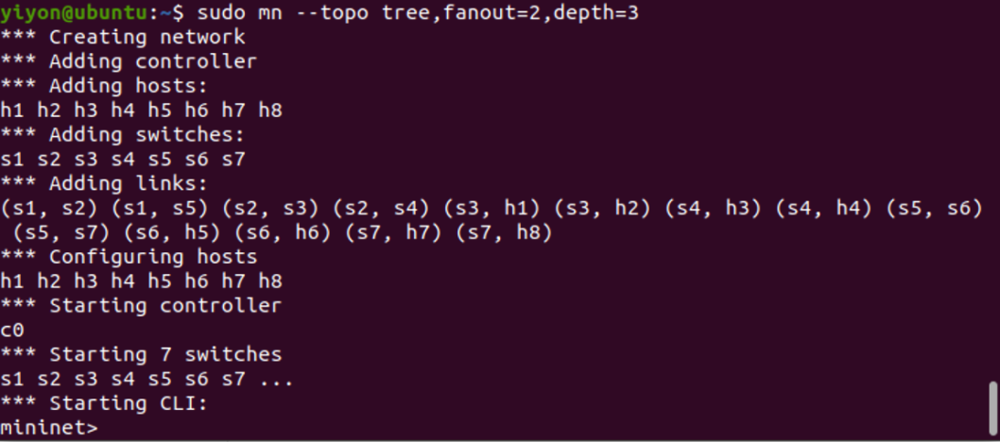 yiyon@ubuntu:~$ sudo mn --topo tree,fanout=2,depth=3
*** Creating network
*** Adding controller
*** Adding hosts:
h1 h2 h3 h4 h5 h6 h7 h8
*** Adding switches:
s1 s2 s3 s4 s5 s6 s7
*** Adding links:
(s1, s2) (s1, s5) (s2, s3) (s2, s4) (s3, h1) (s3, h2) (s4, h3) (s4, h4) (s5, s6)
 (s5, s7) (s6, h5) (s6, h6) (s7, h7) (s7, h8)
*** Configuring hosts
h1 h2 h3 h4 h5 h6 h7 h8
*** Starting controller
c0
*** Starting 7 switches
s1 s2 s3 s4 s5 s6 s7 ...
*** Starting CLI:
mininet>